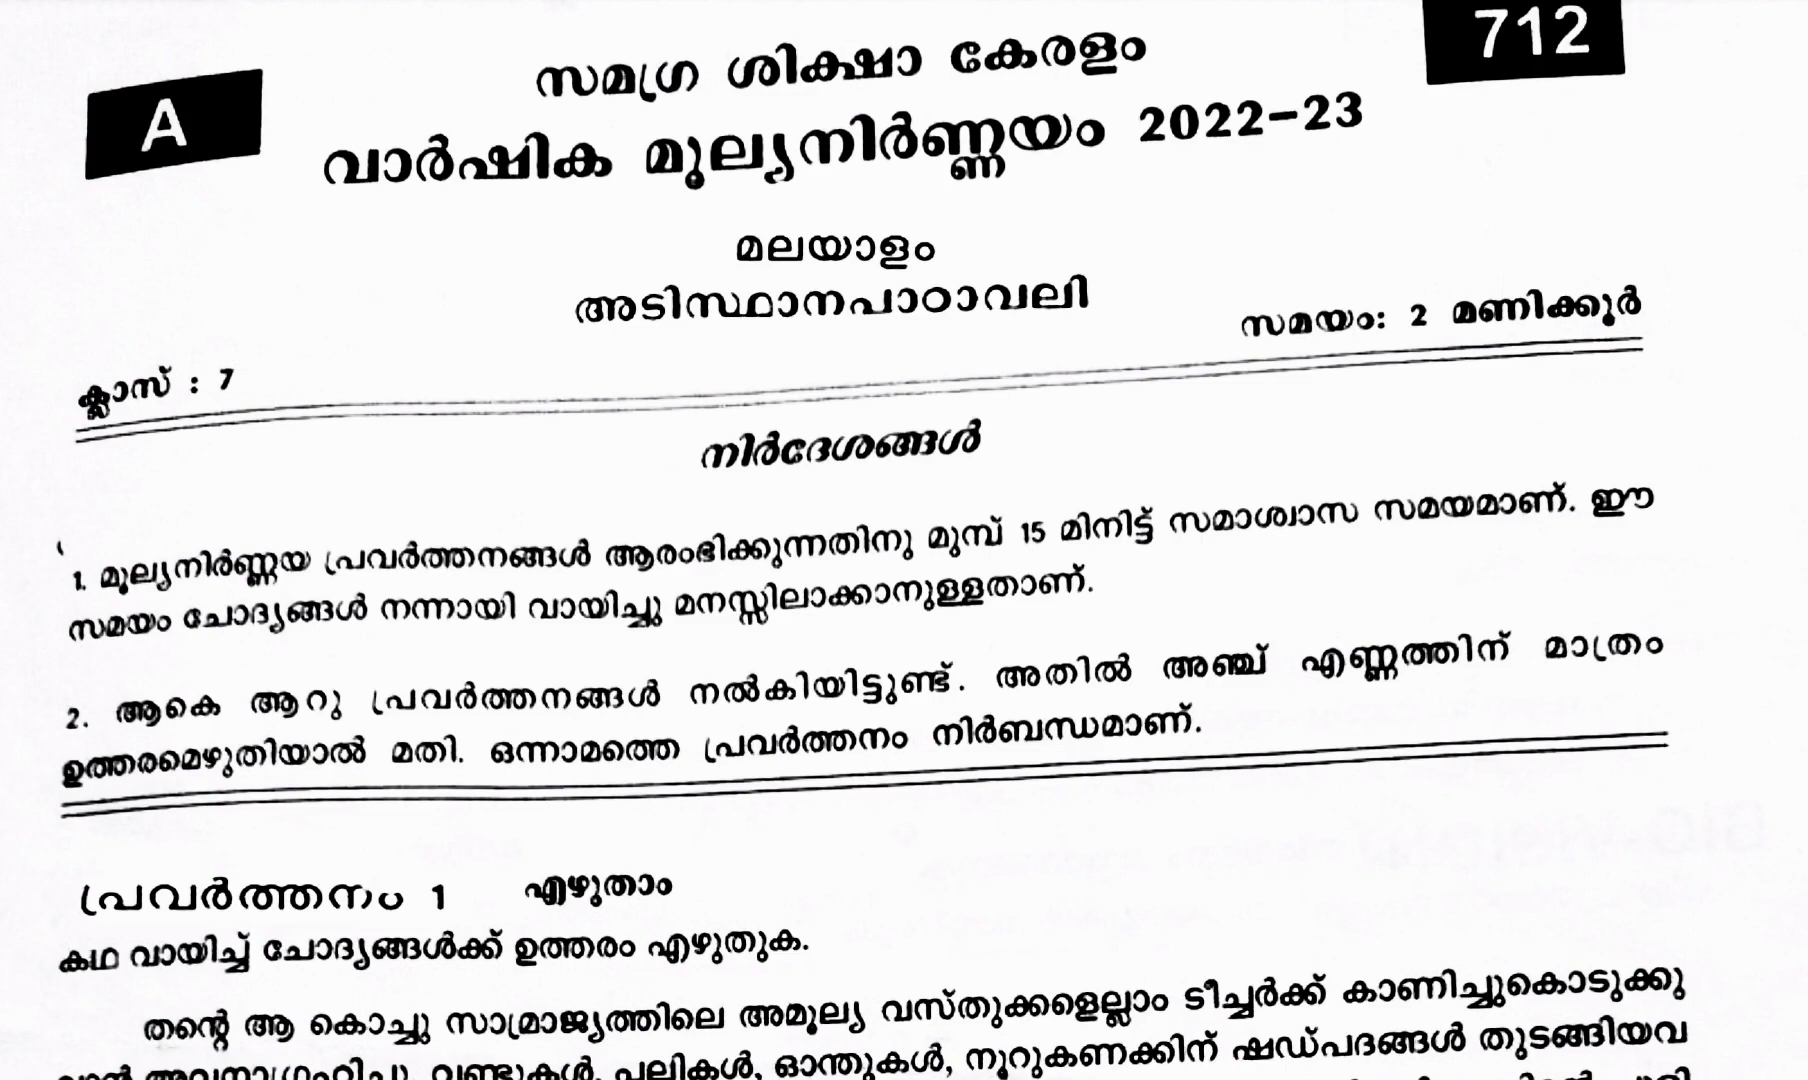 A
712
സമഗ്ര ശിക്ഷാ കേരളം
വാർഷിക മൂല്യനിർണ്ണയം 2022-23
മലയാളം
അടിസ്ഥാനപാഠാവലി
സമയം: 2 മണിക്കൂർ
ക്ലാസ് : 7
നിർദേശങ്ങൾ
1. മൂല്യനിർണ്ണയ പ്രവർത്തനങ്ങൾ ആരംഭിക്കുന്നതിനു മുമ്പ് 15 മിനിട്ട് സമാശ്വാസ സമയമാണ്. ഈ
സമയം ചോദ്യങ്ങൾ നന്നായി വായിച്ചു മനസ്സിലാക്കാനുള്ളതാണ്.
2. ആകെ ആറു പ്രവർത്തനങ്ങൾ നൽകിയിട്ടുണ്ട്. അതിൽ അഞ്ച് എണ്ണത്തിന് മാത്രം
ഉത്തരമെഴുതിയാൽ മതി. ഒന്നാമത്തെ പ്രവർത്തനം നിർബന്ധമാണ്.
പ്രവർത്തനം 1 എഴുതാം
കഥ വായിച്ച് ചോദ്യങ്ങൾക്ക് ഉത്തരം എഴുതുക.
തന്റെ ആ കൊച്ചു സാമ്രാജ്യത്തിലെ അമൂല്യ വസ്തുക്കളെല്ലാം ടീച്ചർക്ക് കാണിച്ചുകൊടുക്കു
വാൻ അവനാഗ്രഹിച്ചു. വണ്ടുകൾ, പല്ലികൾ, ഓന്തുകൾ, നൂറുകണക്കിന് ഷഡ്പദങ്ങൾ തുടങ്ങിയവ